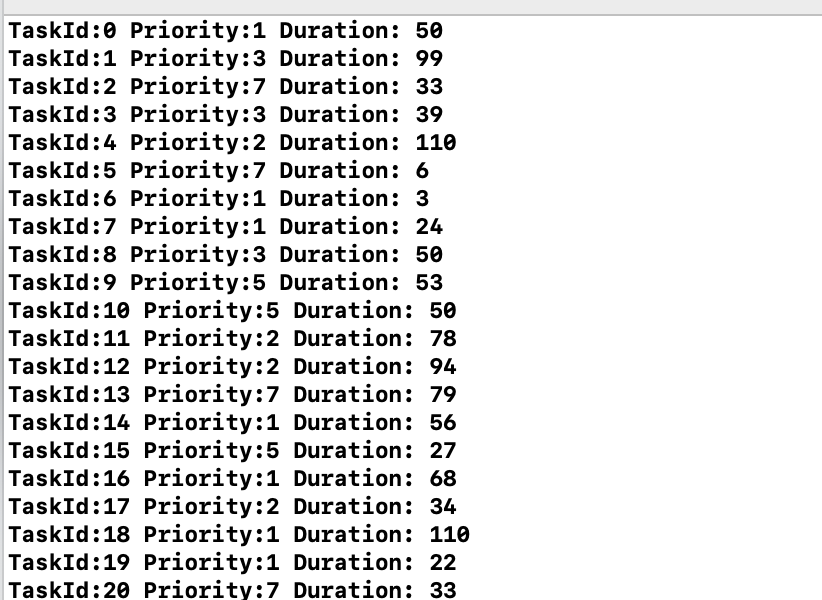 TaskId:0 Priority:1 Duration: 50
TaskId:1 Priority:3 Duration: 99
TaskId:2 Priority:7 Duration: 33
TaskId:3 Priority:3 Duration: 39
TaskId:4 Priority:2 Duration: 110
TaskId:5 Priority:7 Duration: 6
TaskId:6 Priority:1 Duration: 3
TaskId:7 Priority:1 Duration: 24
TaskId:8 Priority:3 Duration: 50
TaskId:9 Priority:5 Duration: 53
TaskId:10 Priority:5 Duration: 50
TaskId:11 Priority:2 Duration: 78
TaskId:12 Priority:2 Duration: 94
TaskId:13 Priority:7 Duration: 79
TaskId:14 Priority:1 Duration: 56
TaskId:15 Priority:5 Duration: 27
TaskId:16 Priority:1 Duration: 68
TaskId:17 Priority:2 Duration: 34
TaskId:18 Priority:1 Duration: 110
TaskId:19 Priority:1 Duration: 22
TaskId:20 Priority:7 Duration: 33